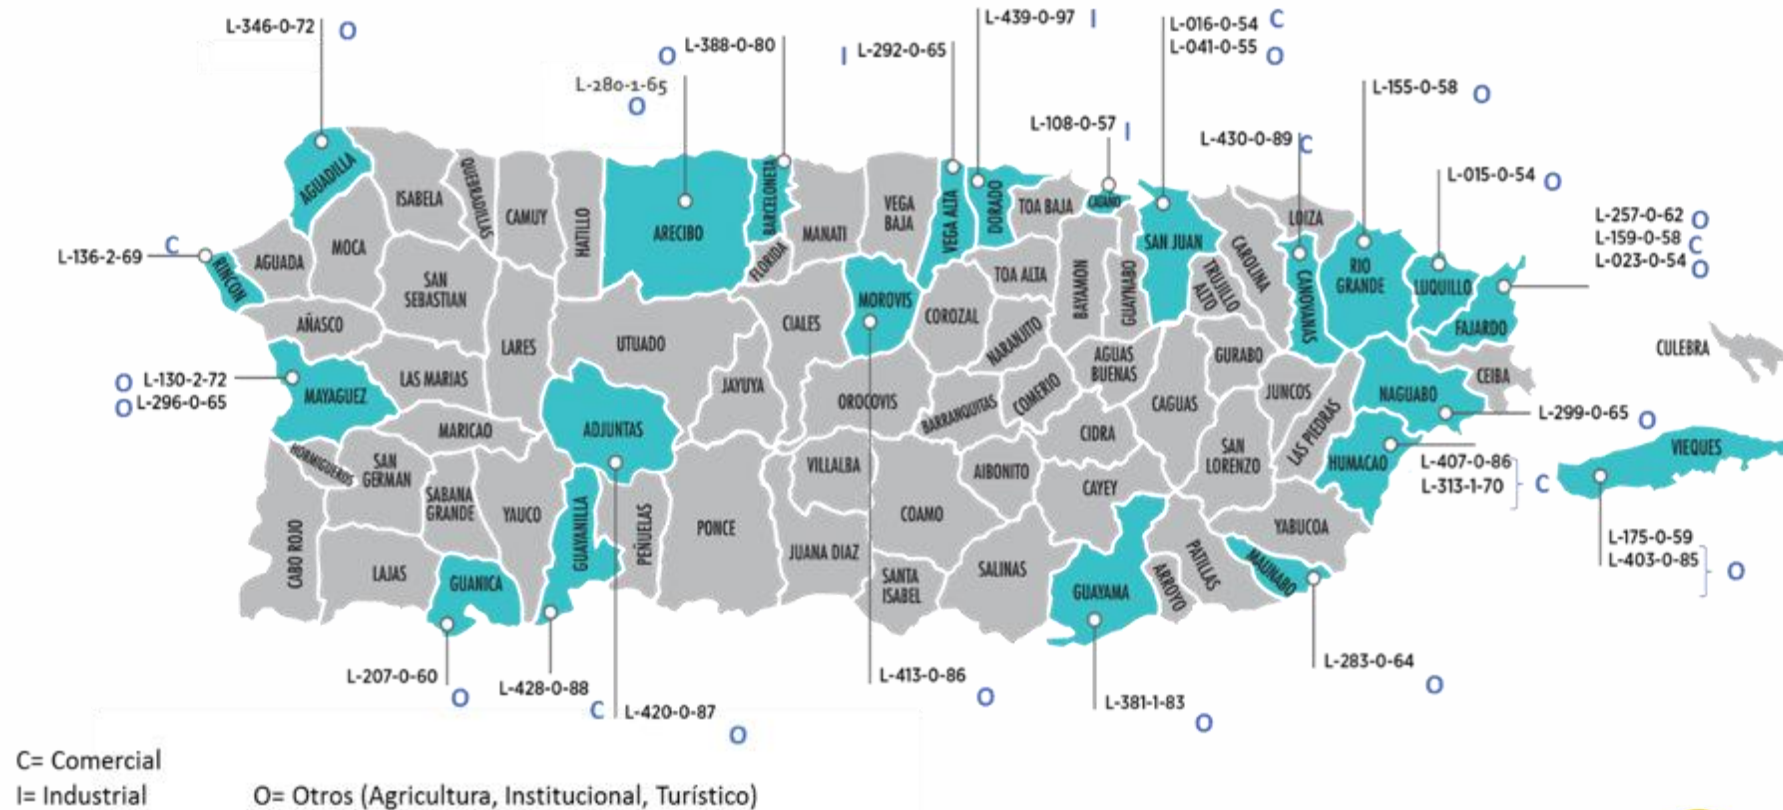 L-346-0-72 O
O L-388-0-80
I L-292-0-65
L-439-0-97 I
L-016-0-54 C
L-041-0-55 O
L-280-1-65
O
L-108-0-57 I
L-430-0-89 C
L-155-0-58 O
L-015-0-54 O
L-257-0-62 O
L-159-0-58 C
L-023-0-54 O
L-136-2-69 C
O L-130-2-72
O L-296-0-65
L-299-0-65 O
L-407-0-86
L-313-1-70 C
L-175-0-59
L-403-0-85 O
L-283-0-64
O
L-207-0-60
O
L-428-0-88
C
L-420-0-87
O
L-413-0-86
O
L-381-1-83
O
AGUADILLA
ISABELA
QUEBRADILLAS
CAMUY
HATILLO
ARECIBO
BARCELONETA
FLORIDA
MANATI
VEGA
BAJA
VEGA ALTA
DORADO
TOA BAJA
CATAÑO
SAN JUAN
CAROLINA
LOIZA
CANOVANAS
RIO
GRANDE
LUQUILLO
FAJARDO
CULEBRA
RINCON
AGUADA
MOCA
SAN
SEBASTIAN
AÑASCO
LARES
UTUADO
CIALES
MOROVIS
COROZAL
TOA ALTA
NARANJITO
BAYAMON
GUAYNABO
TRUJILLO
ALTO
AGUAS
BUENAS
GURABO
CEIBA
NAGUABO
MAYAGUEZ
LAS MARIAS
MARICAO
ADJUNTAS
JAYUYA
OROCOVIS
BARRANQUITAS
COMERIO
CIDRA
CAGUAS
JUNCOS
LAS PIEDRAS
HUMACAO
VIEQUES
HORMIGUEROS
SAN
GERMAN
SABANA
GRANDE
YAUCO
GUAYANILLA
PEÑUELAS
PONCE
VILLALBA
JUANA DIAZ
COAMO
AIBONITO
CAYEY
SAN
LORENZO
YABUCOA
CABO ROJO
LAJAS
GUANICA
SANTA
ISABEL
SALINAS
GUAYAMA
ARROYO
PATILLAS
MAUNABO
C= Comercial
I= Industrial O= Otros (Agricultura, Institucional, Turístico)